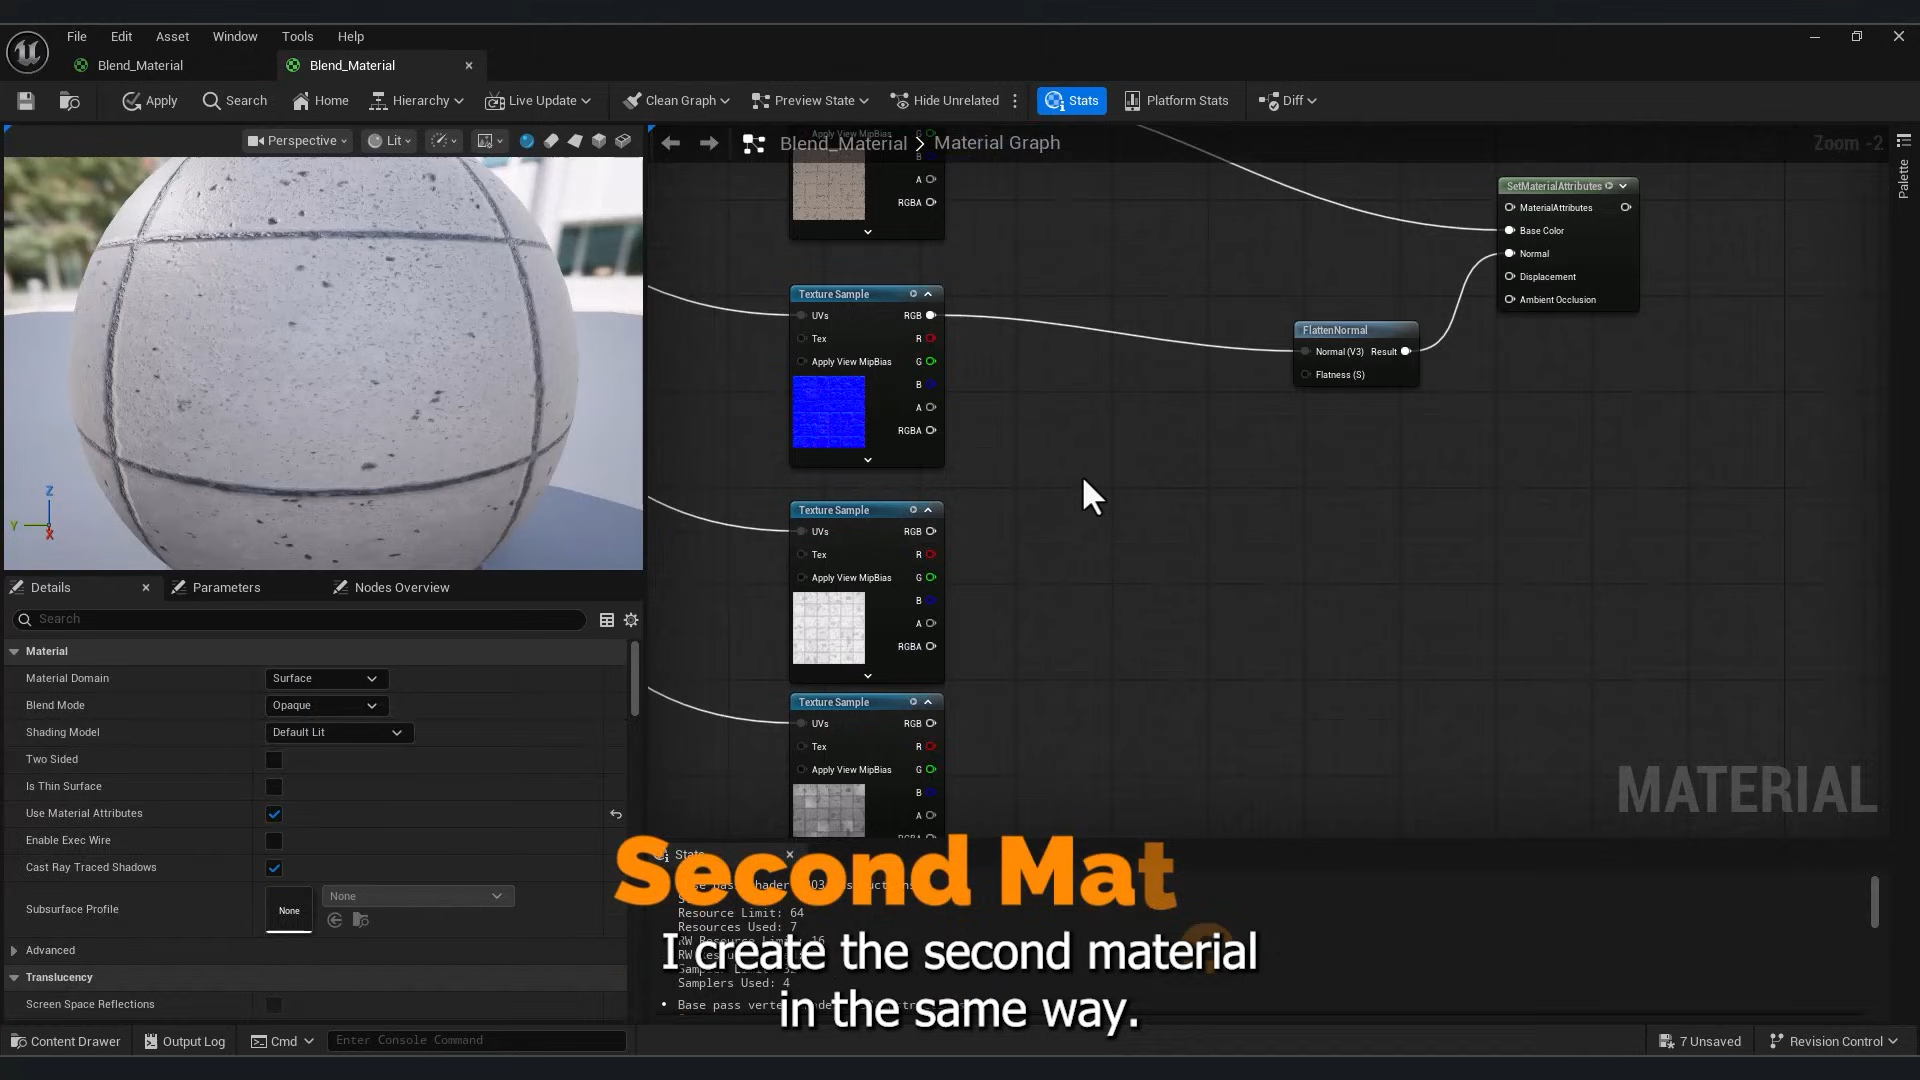 File Edit Asset Window Tools Help
Blend_Material Blend_Material
Apply Search Home Hierarchy Live Update Clean Graph Preview State Hide Unrelated Stats Platform Stats Diff
Perspective Lit
Blend_Material > Material Graph Zoom -2
Palette
Apply View MipBias G
B
A
RGBA
SetMaterialAttributes
MaterialAttributes
Base Color
Normal
Displacement
Ambient Occlusion
Texture Sample
UVs RGB
Tex R
Apply View MipBias G
B
A
RGBA
FlattenNormal
Normal (V3) Result
Flatness (S)
Texture Sample
UVs RGB
Tex R
Apply View MipBias G
B
A
RGBA
Texture Sample
UVs RGB
Tex R
Apply View MipBias G
B
A
RGBA
MATERIAL
Z
Y
X
Details Parameters Nodes Overview
Search
Material
Material Domain Surface
Blend Mode Opaque
Shading Model Default Lit
Two Sided
Is Thin Surface
Use Material Attributes
Enable Exec Wire
Cast Ray Traced Shadows
Subsurface Profile None None
Advanced
Translucency
Screen Space Reflections
Stats
Resource Limit: 64
Resources Used: 7
Samplers Used: 4
Second Mat
I create the second material
in the same way.
Content Drawer Output Log Cmd Enter Console Command 7 Unsaved Revision Control